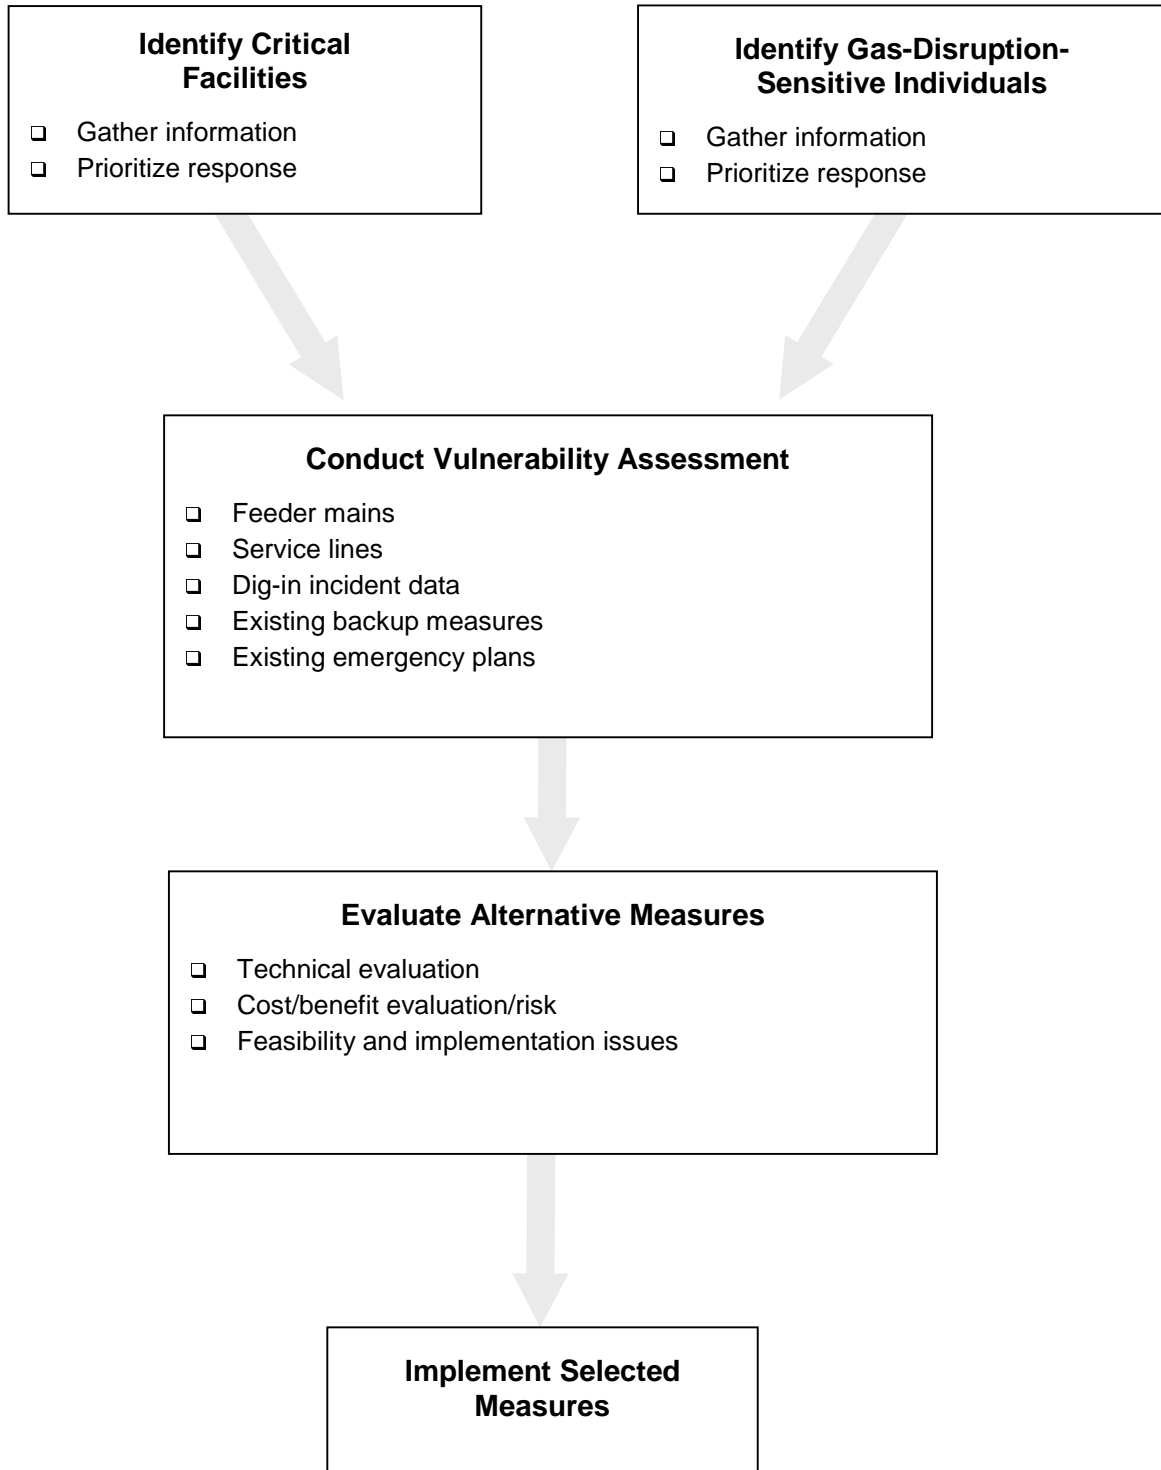 Identify Critical
Facilities
❑ Gather information
❑ Prioritize response
Identify Gas-Disruption-
Sensitive Individuals
❑ Gather information
❑ Prioritize response
Conduct Vulnerability Assessment
❑ Feeder mains
❑ Service lines
❑ Dig-in incident data
❑ Existing backup measures
❑ Existing emergency plans
Evaluate Alternative Measures
❑ Technical evaluation
❑ Cost/benefit evaluation/risk
❑ Feasibility and implementation issues
Implement Selected
Measures